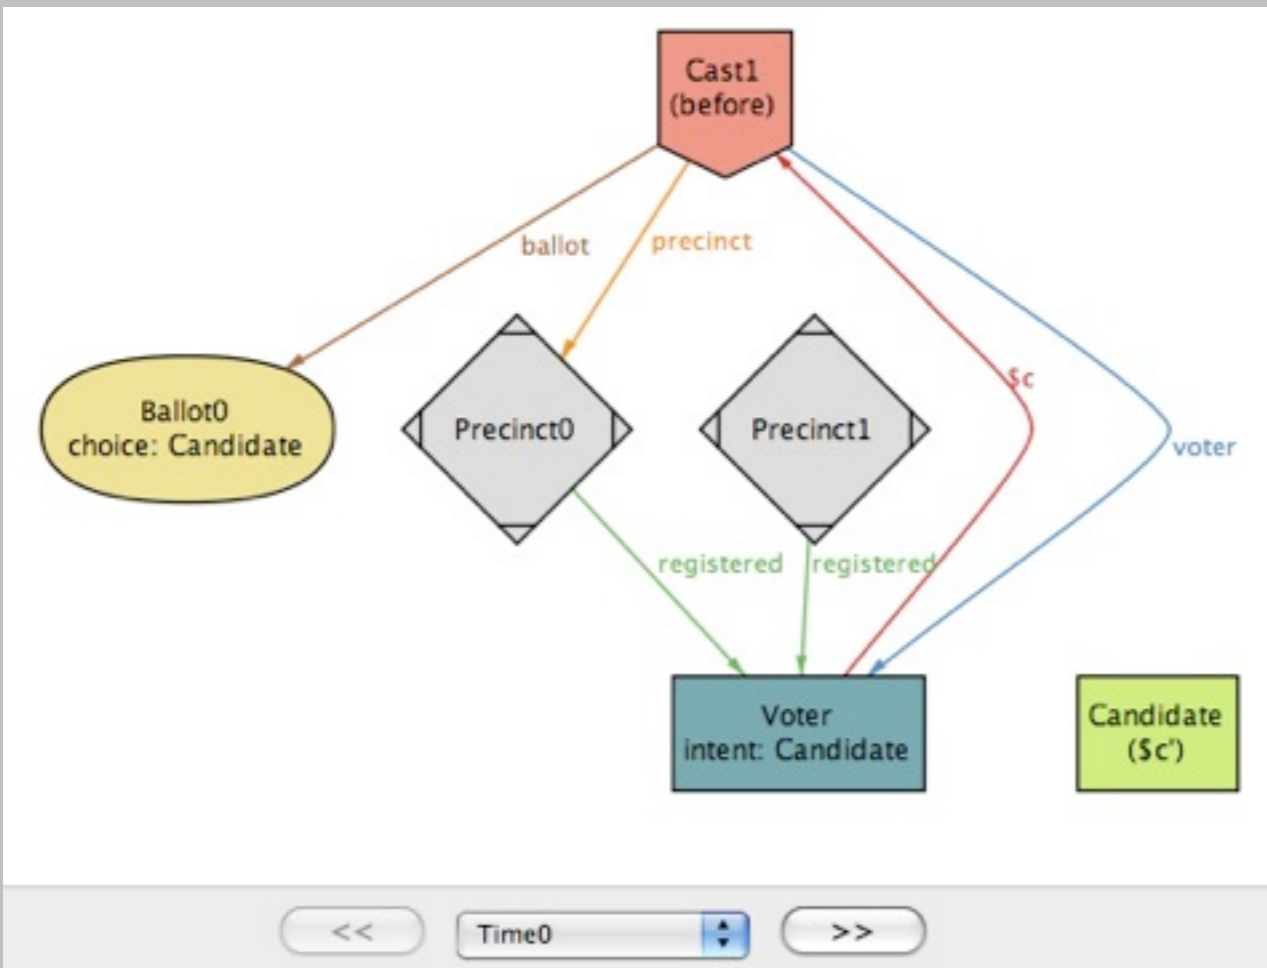 Cast1
(before)
ballot
precinct
$c
voter
Ballot0
choice: Candidate
Precinct0
Precinct1
registered
registered
Voter
intent: Candidate
Candidate
($c')
<<
Time0
>>